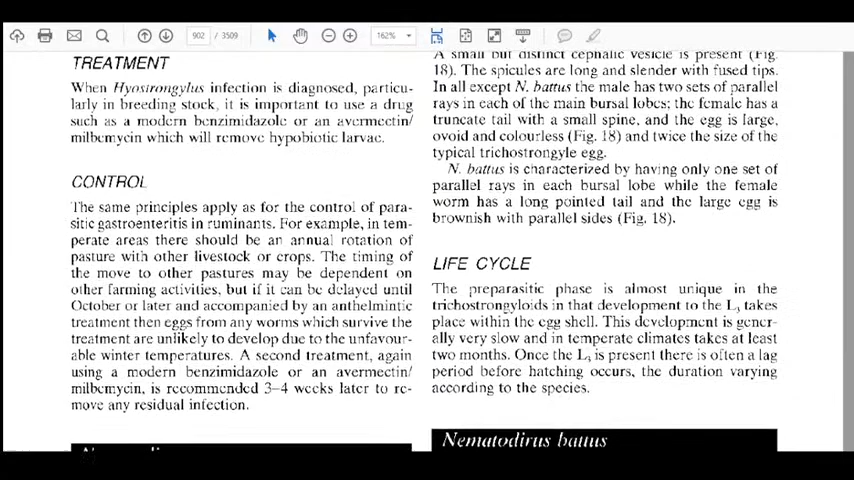 902 / 3509
162%
TREATMENT
When Hyostrongylus infection is diagnosed, particu-
larly in breeding stock, it is important to use a drug
such as a modern benzimidazole or an avermectin/
milbemycin which will remove hypobiotic larvae.
CONTROL
The same principles apply as for the control of para-
sitic gastroenteritis in ruminants. For example, in tem-
perate areas there should be an annual rotation of
pasture with other livestock or crops. The timing of
the move to other pastures may be dependent on
other farming activities, but if it can be delayed until
October or later and accompanied by an anthelmintic
treatment then eggs from any worms which survive the
treatment are unlikely to develop due to the unfavour-
able winter temperatures. A second treatment, again
using a modern benzimidazole or an avermectin/
milbemycin, is recommended 3–4 weeks later to re-
move any residual infection.
A small but distinct cephalic vesicle is present (Fig.
18). The spicules are long and slender with fused tips.
In all except N. battus the male has two sets of parallel
rays in each of the main bursal lobes; the female has a
truncate tail with a small spine, and the egg is large,
ovoid and colourless (Fig. 18) and twice the size of the
typical trichostrongyle egg.
N. battus is characterized by having only one set of
parallel rays in each bursal lobe while the female
worm has a long pointed tail and the large egg is
brownish with parallel sides (Fig. 18).
LIFE CYCLE
The preparasitic phase is almost unique in the
trichostrongyloids in that development to the L3 takes
place within the egg shell. This development is gener-
ally very slow and in temperate climates takes at least
two months. Once the L3 is present there is often a lag
period before hatching occurs, the duration varying
according to the species.
Nematodirus battus